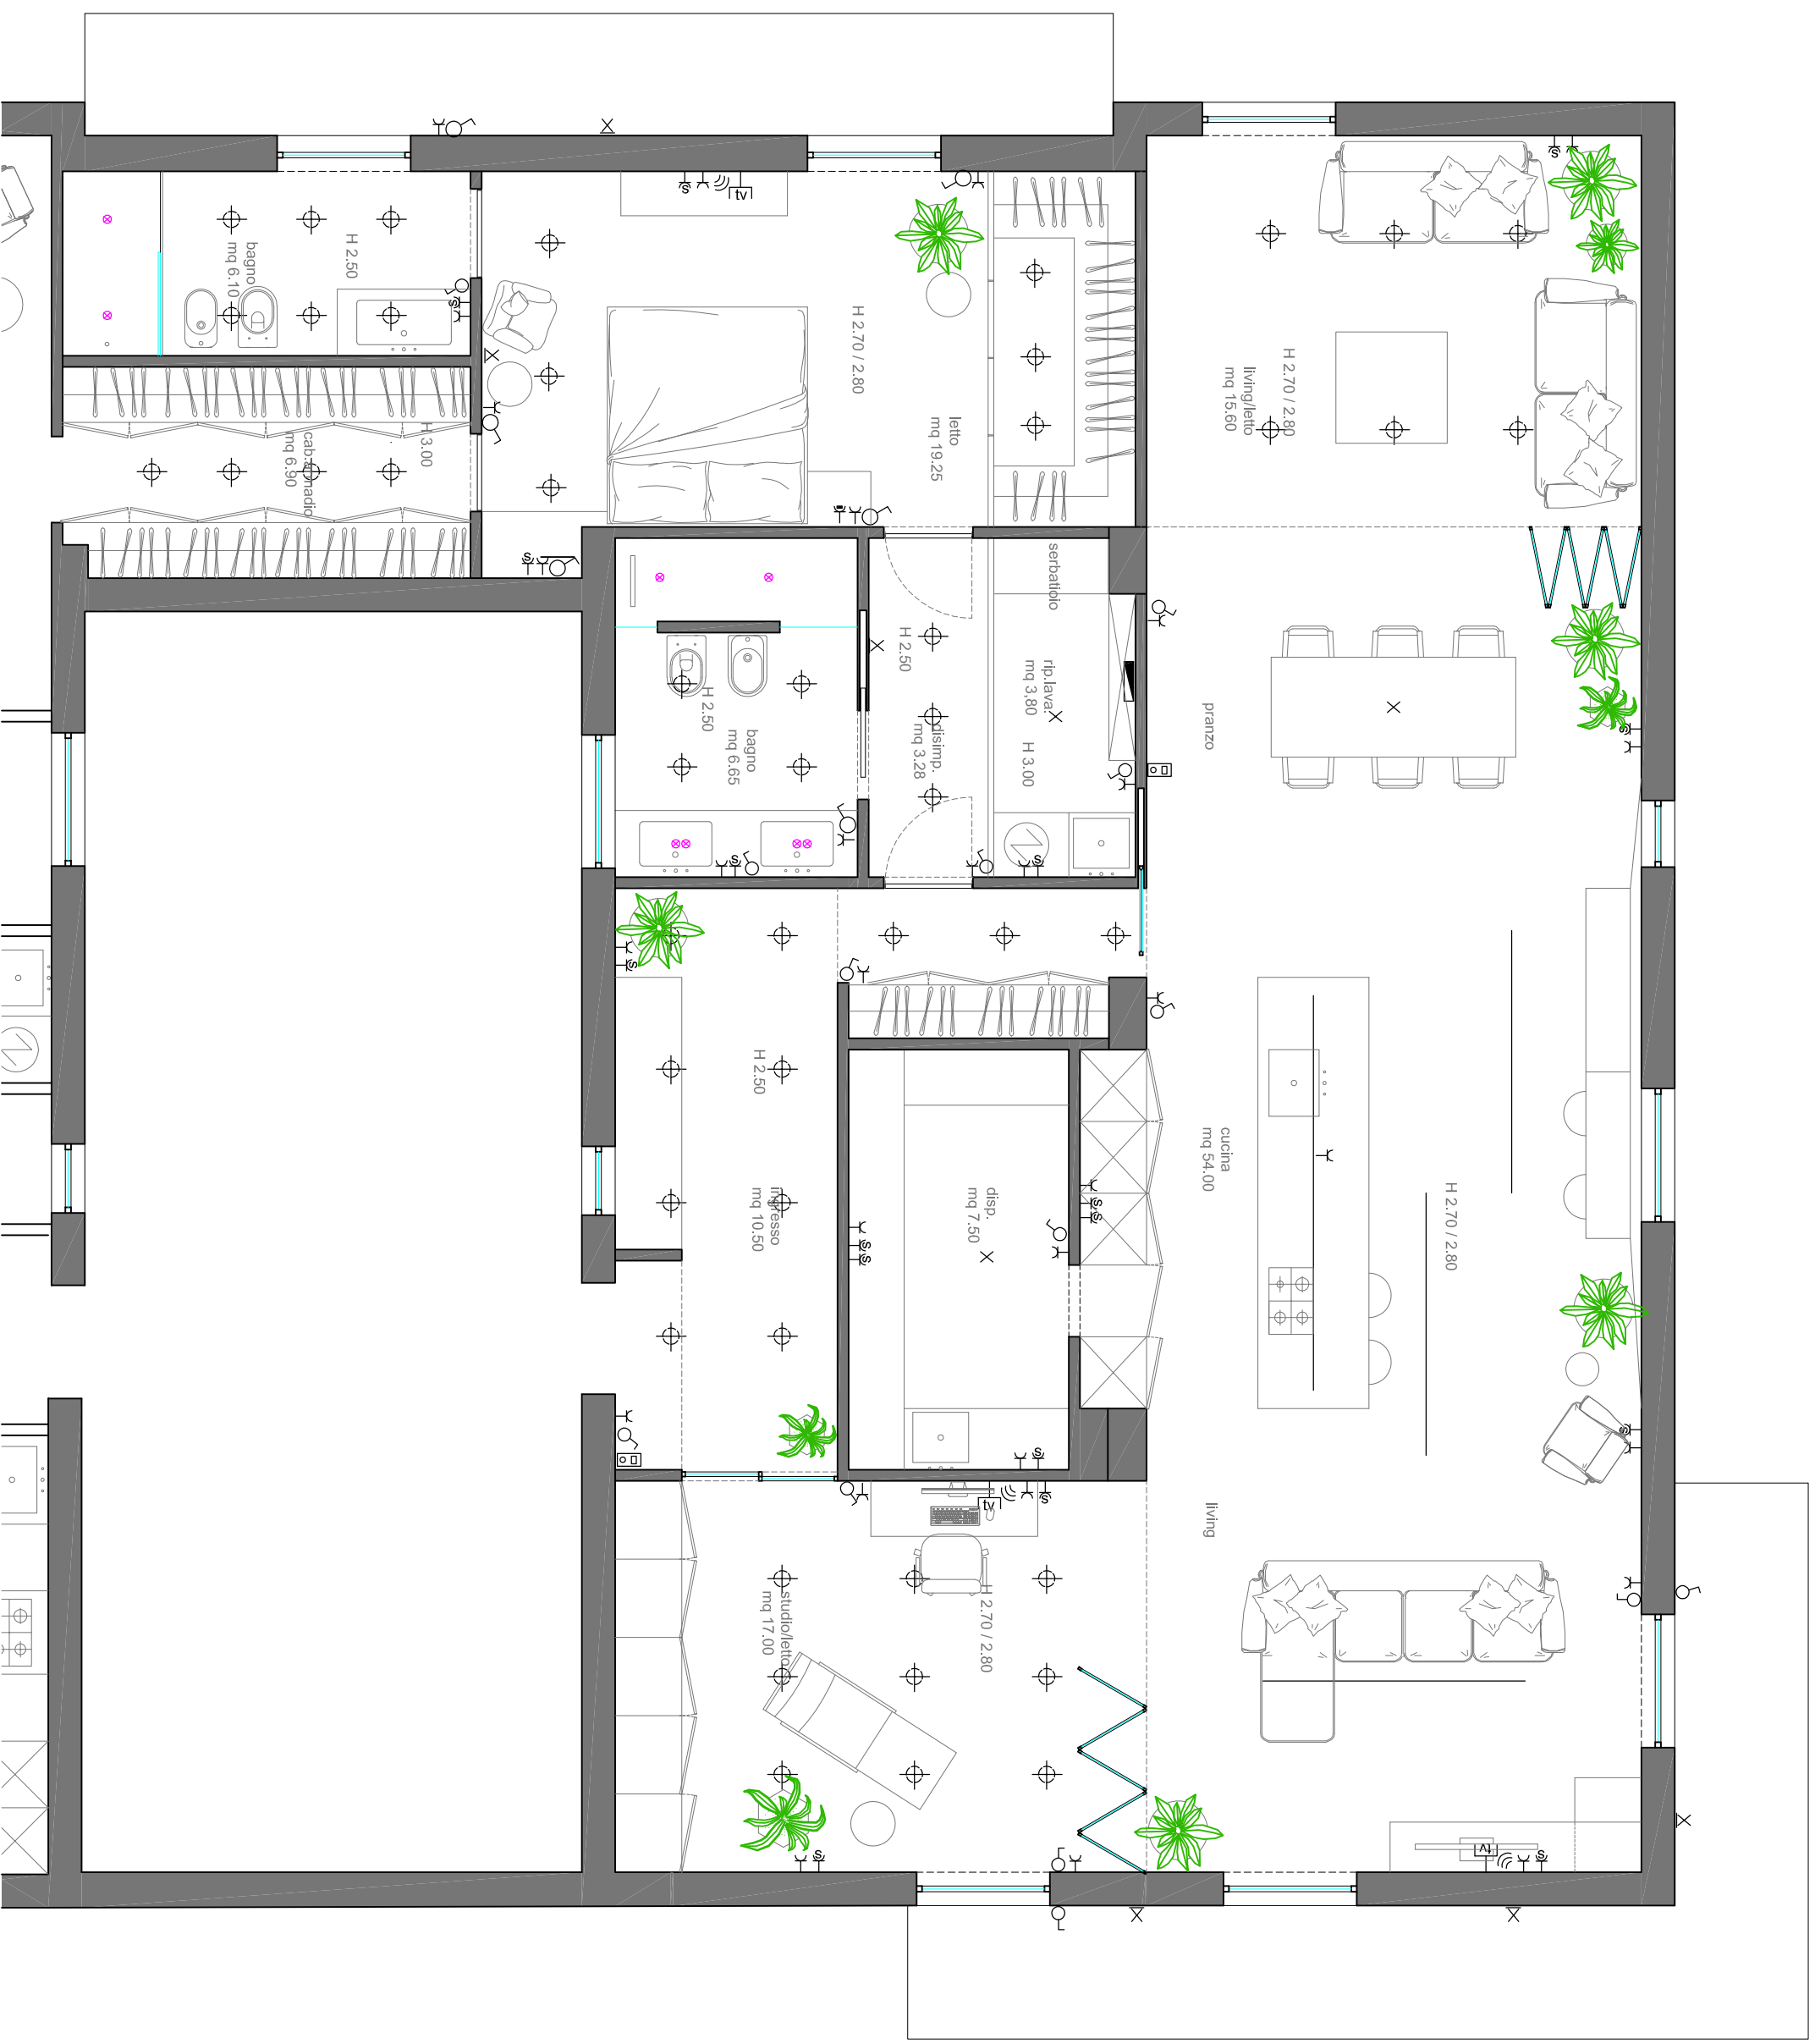 H 2.50
bagno
mq 6.10
H 3.00
cab.armadio
mq 6.90
tv
s
s
H 2.70 / 2.80
letto
mq 19.25
s
s
H 2.70 / 2.80
living/letto
mq 15.60
serbatioio
rip.lava.
mq 3,80
H 3.00
H 2.50
disimp.
mq 3.28
H 2.50
bagno
mq 6.65
s
s
pranzo
s
s
H 2.50
ingresso
mq 10.50
disp.
mq 7.50
s
s
s
s
s
cucina
mq 54.00
H 2.70 / 2.80
s
living
tv
s
H 2.70 / 2.80
studio/letto
mq 17.00
s
tv
s